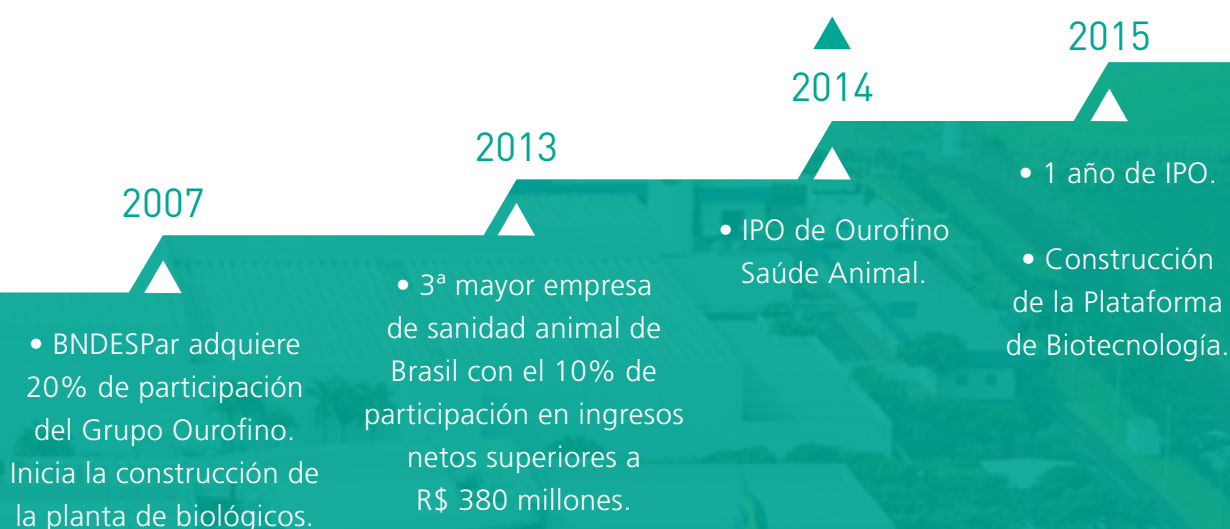 2007
• BNDESPar adquiere
20% de participación
del Grupo Ourofino.
Inicia la construcción de
la planta de biológicos.
2013
• 3ª mayor empresa
de sanidad animal de
Brasil con el 10% de
participación en ingresos
netos superiores a
R$ 380 millones.
2014
• IPO de Ourofino
Saúde Animal.
2015
• 1 año de IPO.
• Construcción
de la Plataforma
de Biotecnología.